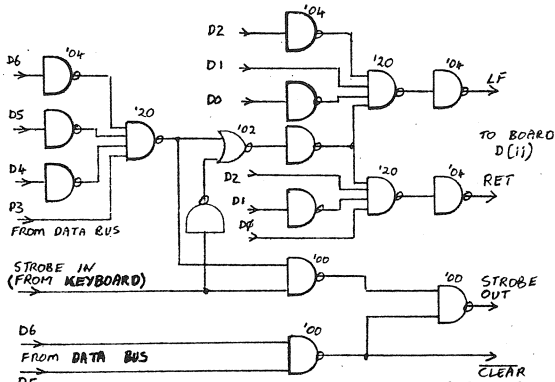 '04
D2
'04
D6
D1
'20
'04
LF
D5
'20
D0
'02
TO BOARD
D(ii)
D4
D2
'20
'04
RET
D3
D1
FROM DATA BUS
DØ
STROBE IN
(FROM KEYBOARD)
'00
'00
STROBE
OUT
D6
'00
FROM DATA BUS
CLEAR